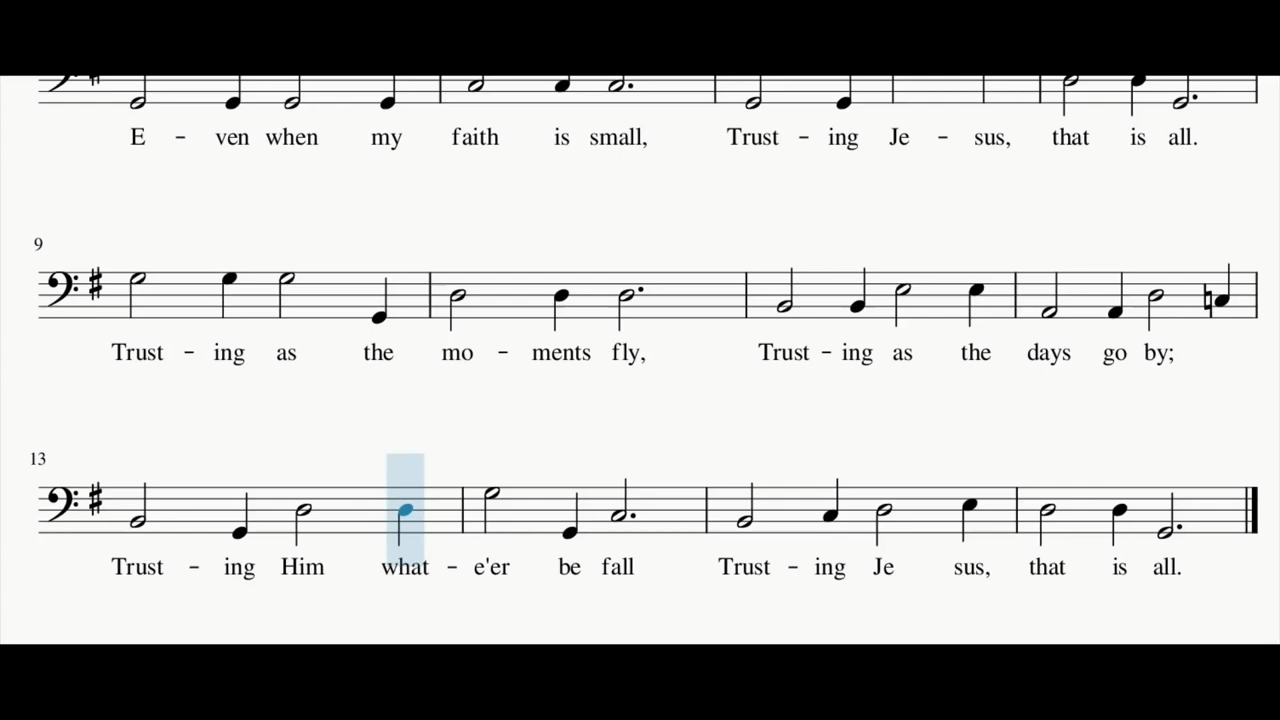 E – ven when my faith is small, Trust – ing Je – sus, that is all.
9
Trust – ing as the mo – ments fly, Trust – ing as the days go by;
13
Trust – ing Him what – e'er be fall Trust – ing Je sus, that is all.